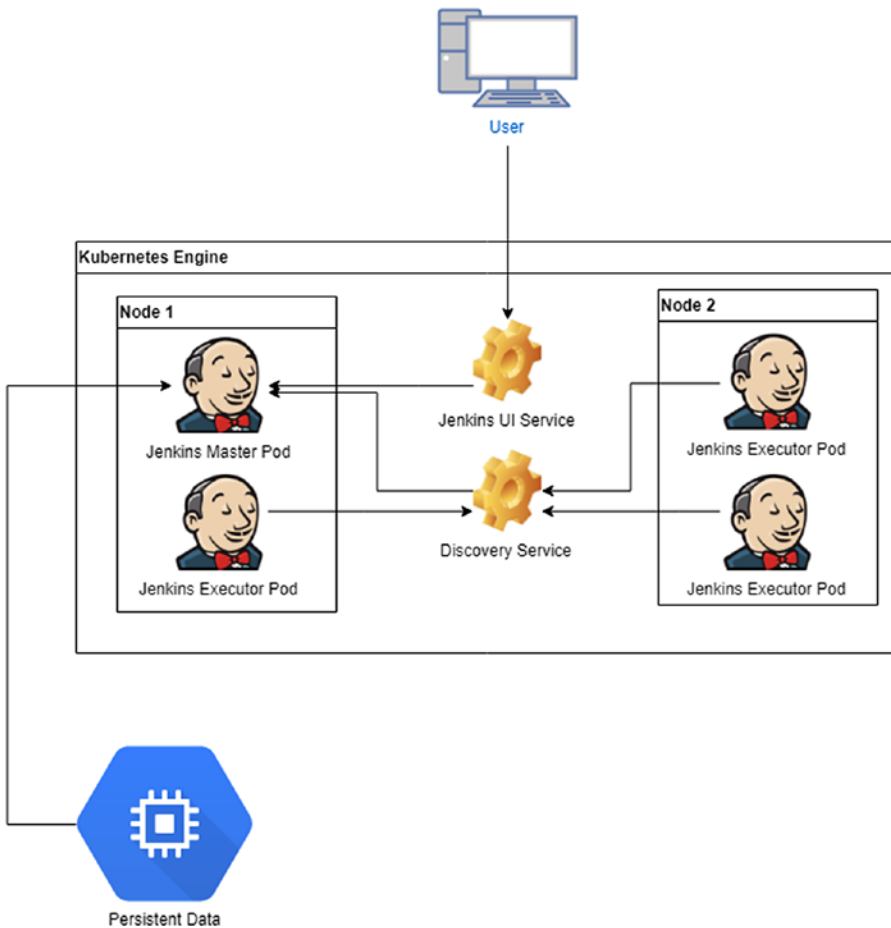 User
Kubernetes Engine
Node 1
Node 2
Jenkins Master Pod
Jenkins UI Service
Jenkins Executor Pod
Jenkins Executor Pod
Discovery Service
Jenkins Executor Pod
Persistent Data